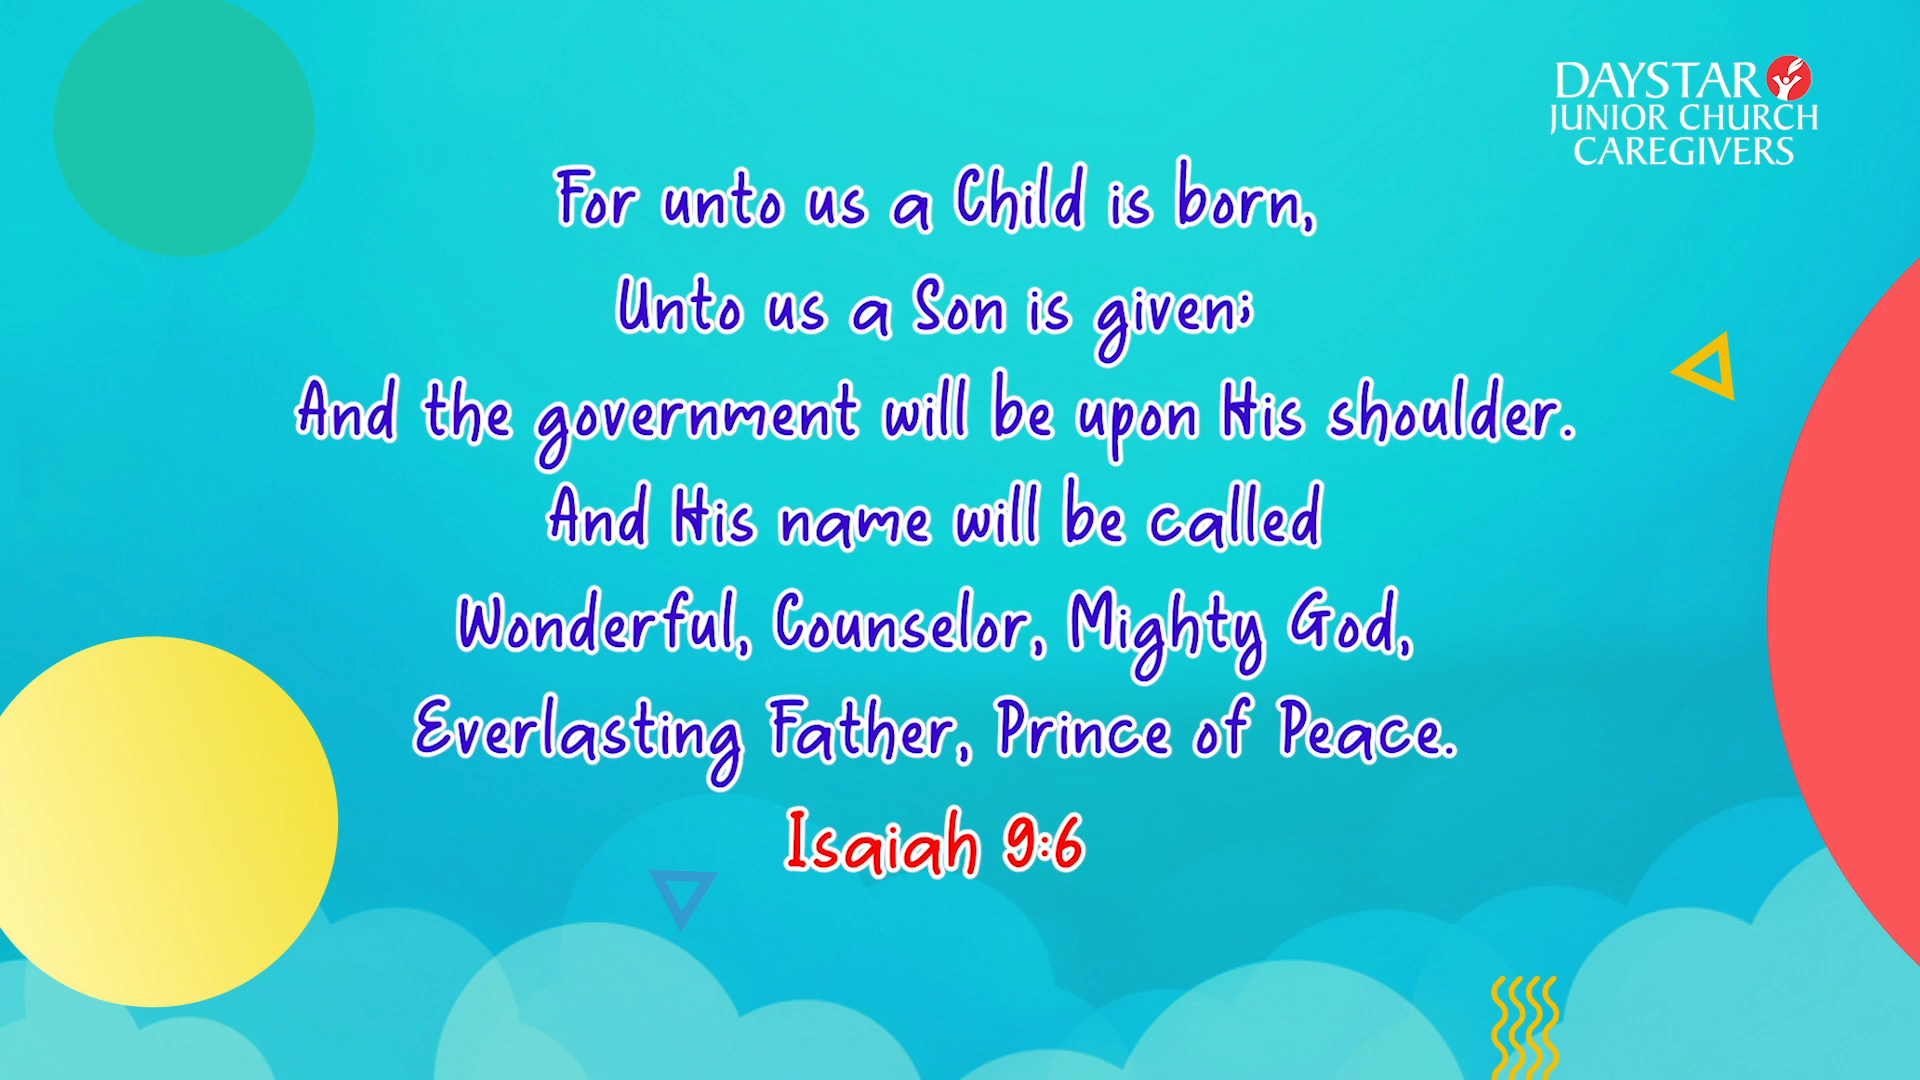 DAYSTAR
JUNIOR CHURCH
CAREGIVERS
For unto us a Child is born,
Unto us a Son is given;
And the government will be upon His shoulder.
And His name will be called
Wonderful, Counselor, Mighty God,
Everlasting Father, Prince of Peace.
Isaiah 9:6